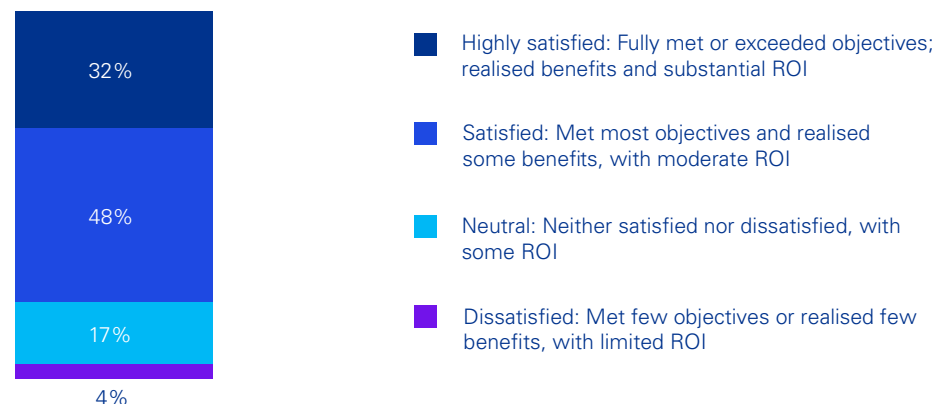 32%
48%
17%
4%
Highly satisfied: Fully met or exceeded objectives;
realised benefits and substantial ROI
Satisfied: Met most objectives and realised
some benefits, with moderate ROI
Neutral: Neither satisfied nor dissatisfied, with
some ROI
Dissatisfied: Met few objectives or realised few
benefits, with limited ROI